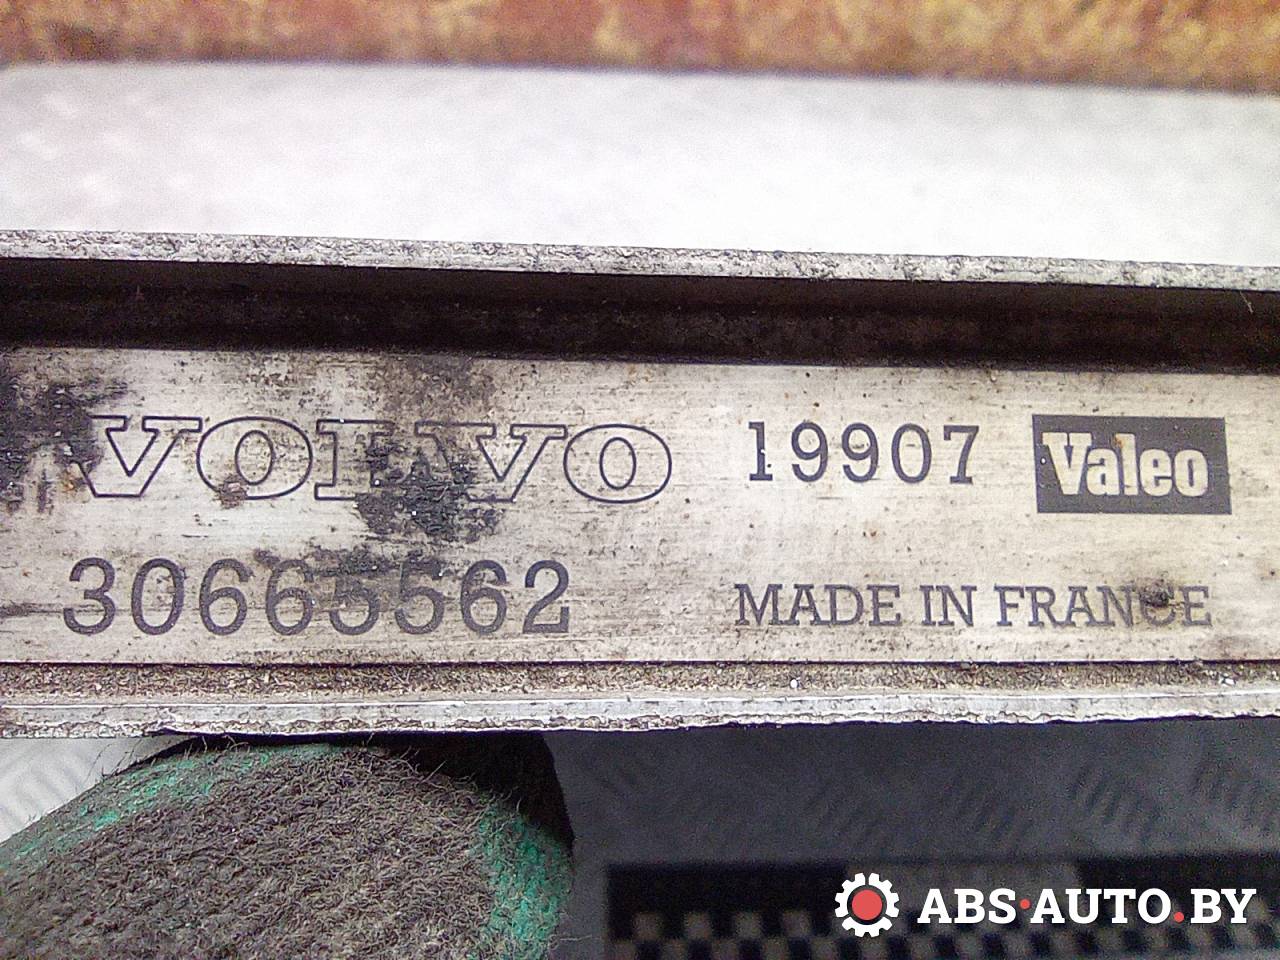 VOLVO 19907 Valeo
30665562 MADE IN FRANCE
ABS·AUTO.BY